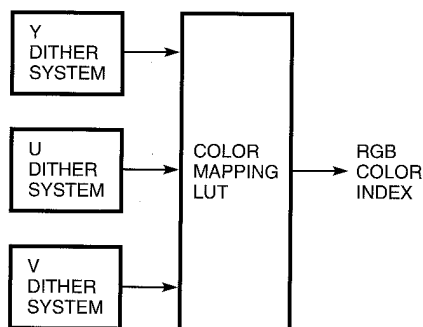 Y
DITHER
SYSTEM
U
DITHER
SYSTEM
V
DITHER
SYSTEM
COLOR
MAPPING
LUT
RGB
COLOR
INDEX